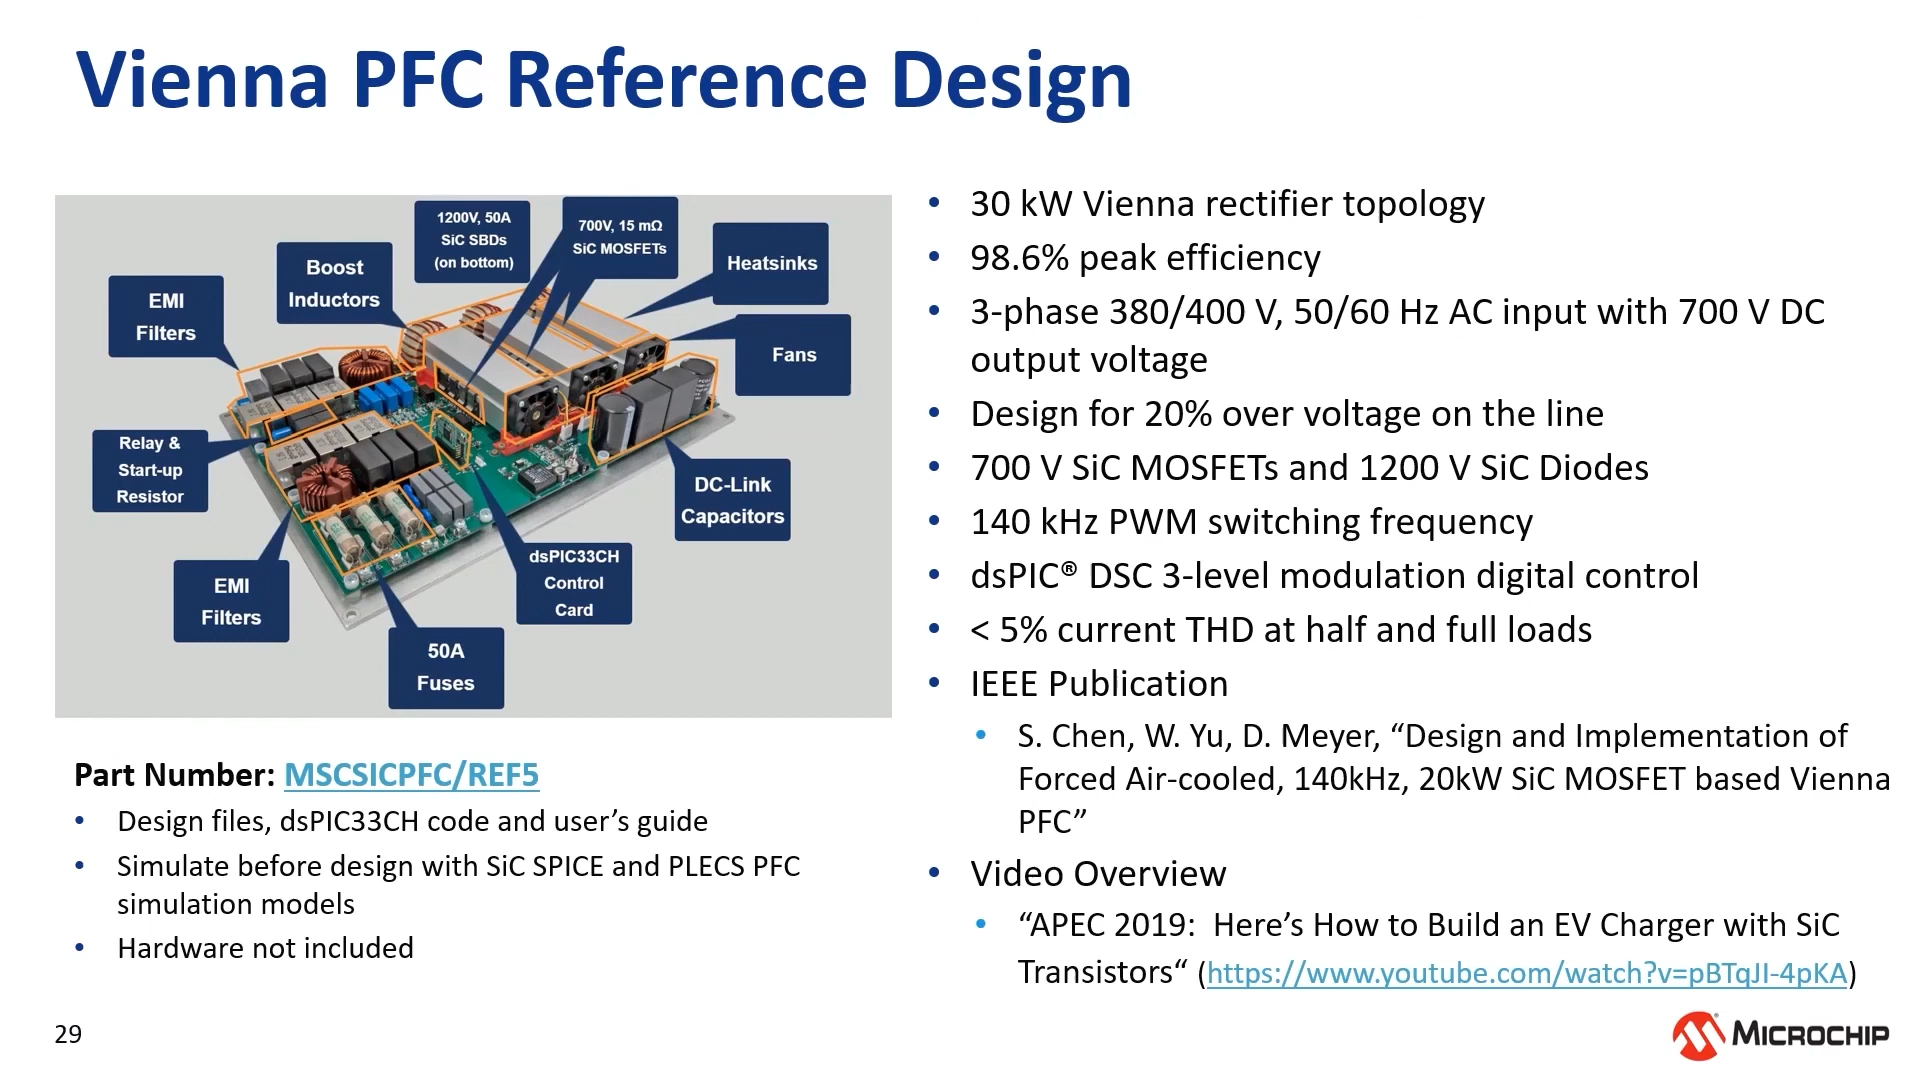 Vienna PFC Reference Design
1200V, 50A
SiC SBDs
(on bottom)
700V, 15 mΩ
SiC MOSFETs
Heatsinks
Boost
Inductors
EMI
Filters
Fans
Relay &
Start-up
Resistor
DC-Link
Capacitors
EMI
Filters
dsPIC33CH
Control
Card
50A
Fuses
Part Number: MSCSICPFC/REF5
• Design files, dsPIC33CH code and user’s guide
• Simulate before design with SiC SPICE and PLECS PFC
simulation models
• Hardware not included
• 30 kW Vienna rectifier topology
• 98.6% peak efficiency
• 3-phase 380/400 V, 50/60 Hz AC input with 700 V DC
output voltage
• Design for 20% over voltage on the line
• 700 V SiC MOSFETs and 1200 V SiC Diodes
• 140 kHz PWM switching frequency
• dsPIC® DSC 3-level modulation digital control
• < 5% current THD at half and full loads
• IEEE Publication
• S. Chen, W. Yu, D. Meyer, “Design and Implementation of
Forced Air-cooled, 140kHz, 20kW SiC MOSFET based Vienna
PFC”
• Video Overview
• “APEC 2019:  Here’s How to Build an EV Charger with SiC
Transistors“ (https://www.youtube.com/watch?v=pBTqJI-4pKA)
29
MICROCHIP